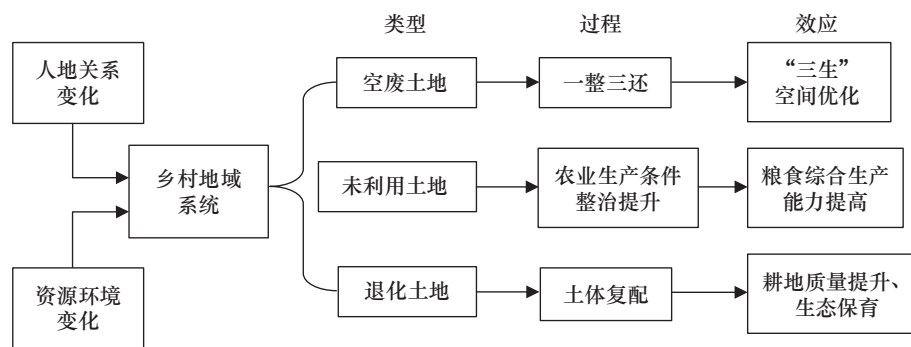 类型
过程
效应
人地关系
变化
空废土地
一整三还
“三生”
空间优化
乡村地域
系统
未利用土地
农业生产条件
整治提升
粮食综合生产
能力提高
资源环境
变化
退化土地
土体复配
耕地质量提升、
生态保育